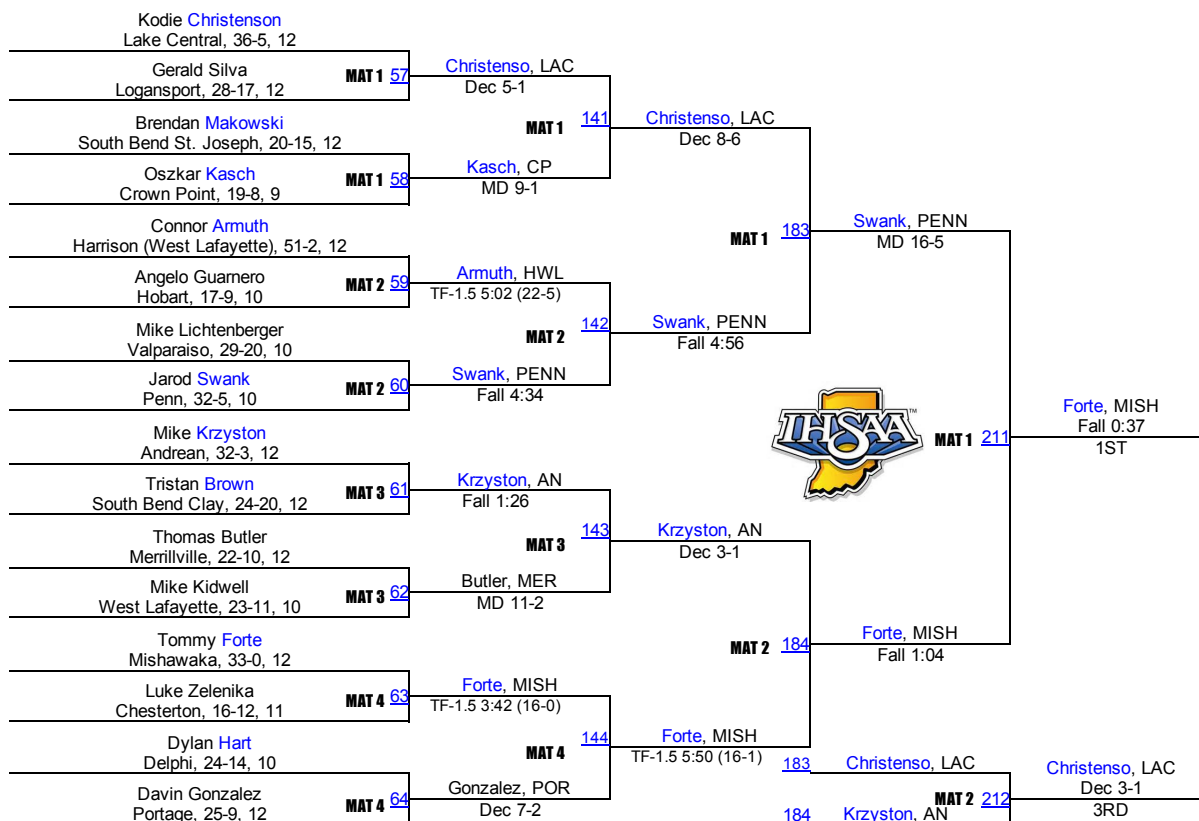 Kodie Christenson
Lake Central, 36-5, 12
Gerald Silva
Logansport, 28-17, 12
MAT 1 57
Christenso, LAC
Dec 5-1
Brendan Makowski
South Bend St. Joseph, 20-15, 12
Oszkar Kasch
Crown Point, 19-8, 9
MAT 1 58
Kasch, CP
MD 9-1
MAT 1 141
Christenso, LAC
Dec 8-6
Connor Armuth
Harrison (West Lafayette), 51-2, 12
Angelo Guarnero
Hobart, 17-9, 10
MAT 2 59
Armuth, HWL
TF-1.5 5:02 (22-5)
Mike Lichtenberger
Valparaiso, 29-20, 10
Jarod Swank
Penn, 32-5, 10
MAT 2 60
Swank, PENN
Fall 4:34
MAT 2 142
Swank, PENN
Fall 4:56
MAT 1 183
Swank, PENN
MD 16-5
Mike Krzyston
Andrean, 32-3, 12
Tristan Brown
South Bend Clay, 24-20, 12
MAT 3 61
Krzyston, AN
Fall 1:26
Thomas Butler
Merrillville, 22-10, 12
Mike Kidwell
West Lafayette, 23-11, 10
MAT 3 62
Butler, MER
MD 11-2
MAT 3 143
Krzyston, AN
Dec 3-1
Tommy Forte
Mishawaka, 33-0, 12
Luke Zelenika
Chesterton, 16-12, 11
MAT 4 63
Forte, MISH
TF-1.5 3:42 (16-0)
Dylan Hart
Delphi, 24-14, 10
Davin Gonzalez
Portage, 25-9, 12
MAT 4 64
Gonzalez, POR
Dec 7-2
MAT 4 144
Forte, MISH
TF-1.5 5:50 (16-1)
MAT 2 184
Forte, MISH
Fall 1:04
IHSAA™
MAT 1 211
Forte, MISH
Fall 0:37
1ST
183 Christenso, LAC
184 Krzyston, AN
MAT 2 212
Christenso, LAC
Dec 3-1
3RD